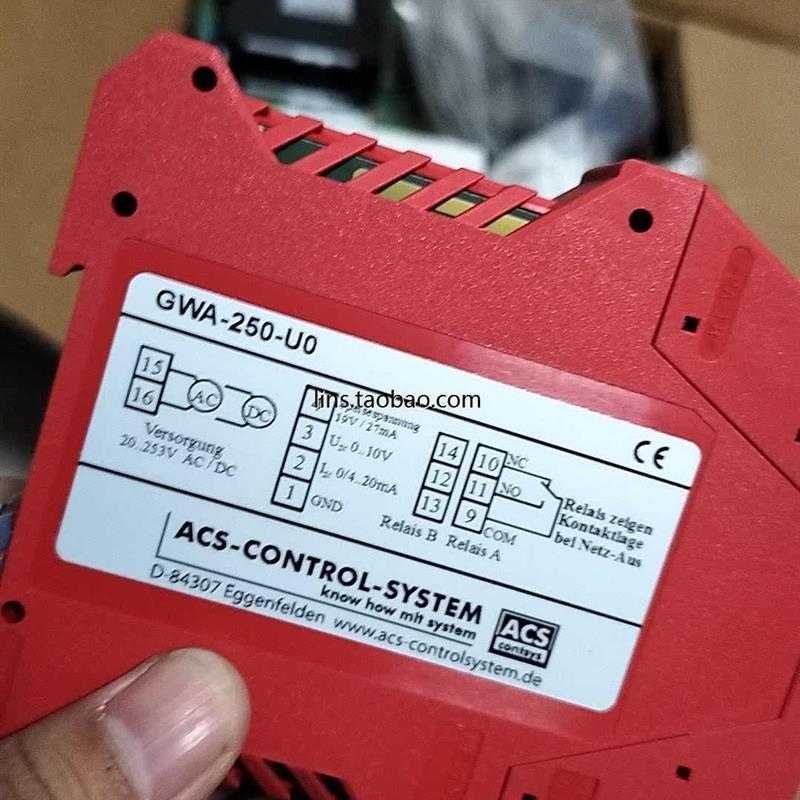 GWA-250-U0
15
16
AC
DC
Versorgung
20..253V AC / DC
19V / 27mA
3
U≥ 0..10V
2
0/4..20mA
1
GND
14
12
13
Relais B
10
NC
11
NO
9
COM
Relais A
Relais zeigen
Kontaktlage
bei Netz-Aus
CE
lins.taobao.com
ACS-CONTROL-SYSTEM
know how mit system
D-84307 Eggenfelden www.acs-controlsystem.de
ACS
contsys